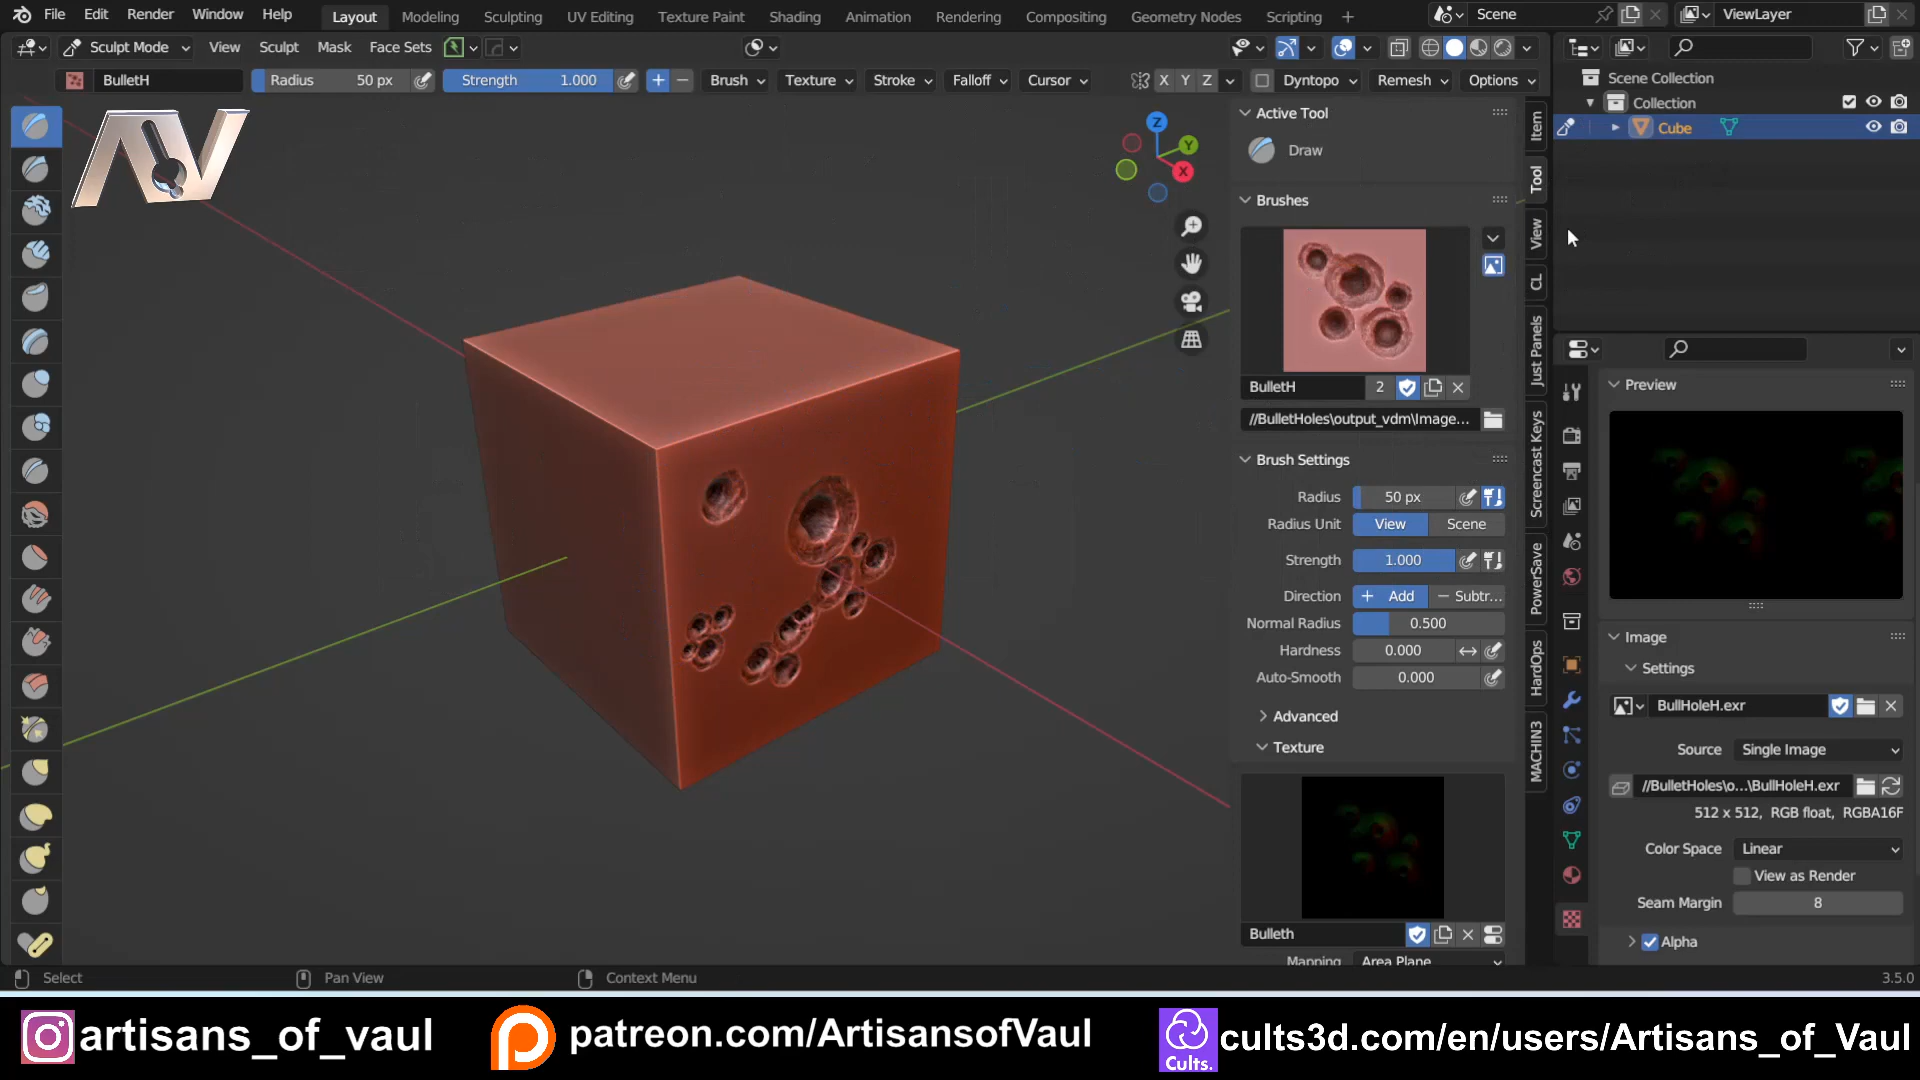 File Edit Render Window Help Layout Modeling Sculpting UV Editing Texture Paint Shading Animation Rendering Compositing Geometry Nodes Scripting + Scene ViewLayer
Sculpt Mode View Sculpt Mask Face Sets
BulletH Radius 50 px Strength 1.000 + − Brush Texture Stroke Falloff Cursor X Y Z Dyntopo Remesh Options
Scene Collection
Collection
Cube
AV
Z
Y
X
Active Tool
Draw
Brushes
BulletH 2
//BulletHoles\output_vdm\Image...
Brush Settings
Radius 50 px
Radius Unit View Scene
Strength 1.000
Direction + Add − Subtr...
Normal Radius 0.500
Hardness 0.000
Auto-Smooth 0.000
Advanced
Texture
Bulleth
Mapping Area Plane
Item
Tool
View
CL
Just Panels
Screencast Keys
PowerSave
HardOps
MACHIN3
Preview
Image
Settings
BullHoleH.exr
Source Single Image
//BulletHoles\o...\BullHoleH.exr
512 x 512, RGB float, RGBA16F
Color Space Linear
View as Render
Seam Margin 8
Alpha
Select Pan View Context Menu 3.5.0
artisans_of_vaul patreon.com/ArtisansofVaul Cults. cults3d.com/en/users/Artisans_of_Vaul